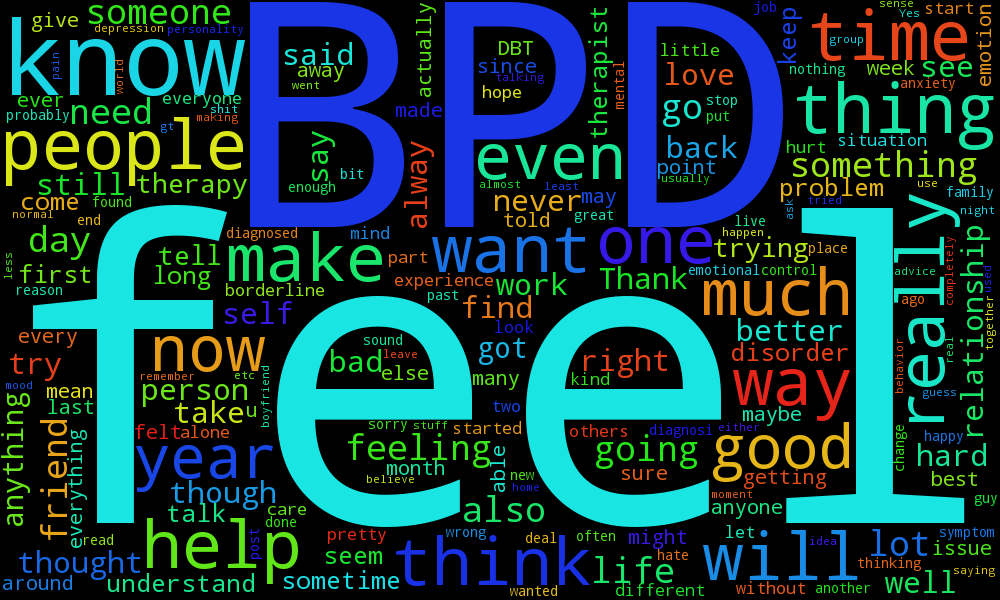 give
someone
depression
personality
know
pain
world
BPD
said
away
went
actually
DBT
since
talking
hope
therapist
mental
little
love
go
stop
put
job
keep
time
group
sense
Yes
start
emotion
nothing
week
see
anxiety
ever
probably
need
everyone
shit
making
gt
people
made
say
bit
enough
alway
even
almost
least
back
point
usually
thing
hurt
situation
something
still
therapy
come
found
normal
end
never
may
told
great
problem
use
family
ask
tried
night
day
tell
long
diagnosed
mind
make
part
want
one
Thank
live
happen
trying
place
less
first
reason
borderline
experience
past
work
emotional
control
much
advice
really
completely
relationship
used
together
feel
self
find
look
better
ago
real
every
now
sound
bad
leave
else
got
many
right
kind
disorder
way
behavior
guess
try
mood
mean
remember
etc
person
boyfriend
last
take
u
two
maybe
happy
anything
friend
everything
felt
alone
year
sorry
stuff
started
feeling
others
diagnosi
either
going
good
change
hard
though
month
believe
able
new
home
sure
getting
moment
best
guy
talk
care
done
also
anyone
read
help
post
pretty
seem
wrong
deal
often
might
hate
let
idea
will
lot
symptom
issue
thought
around
understand
sometime
think
wanted
life
different
without
another
thinking
well
saying